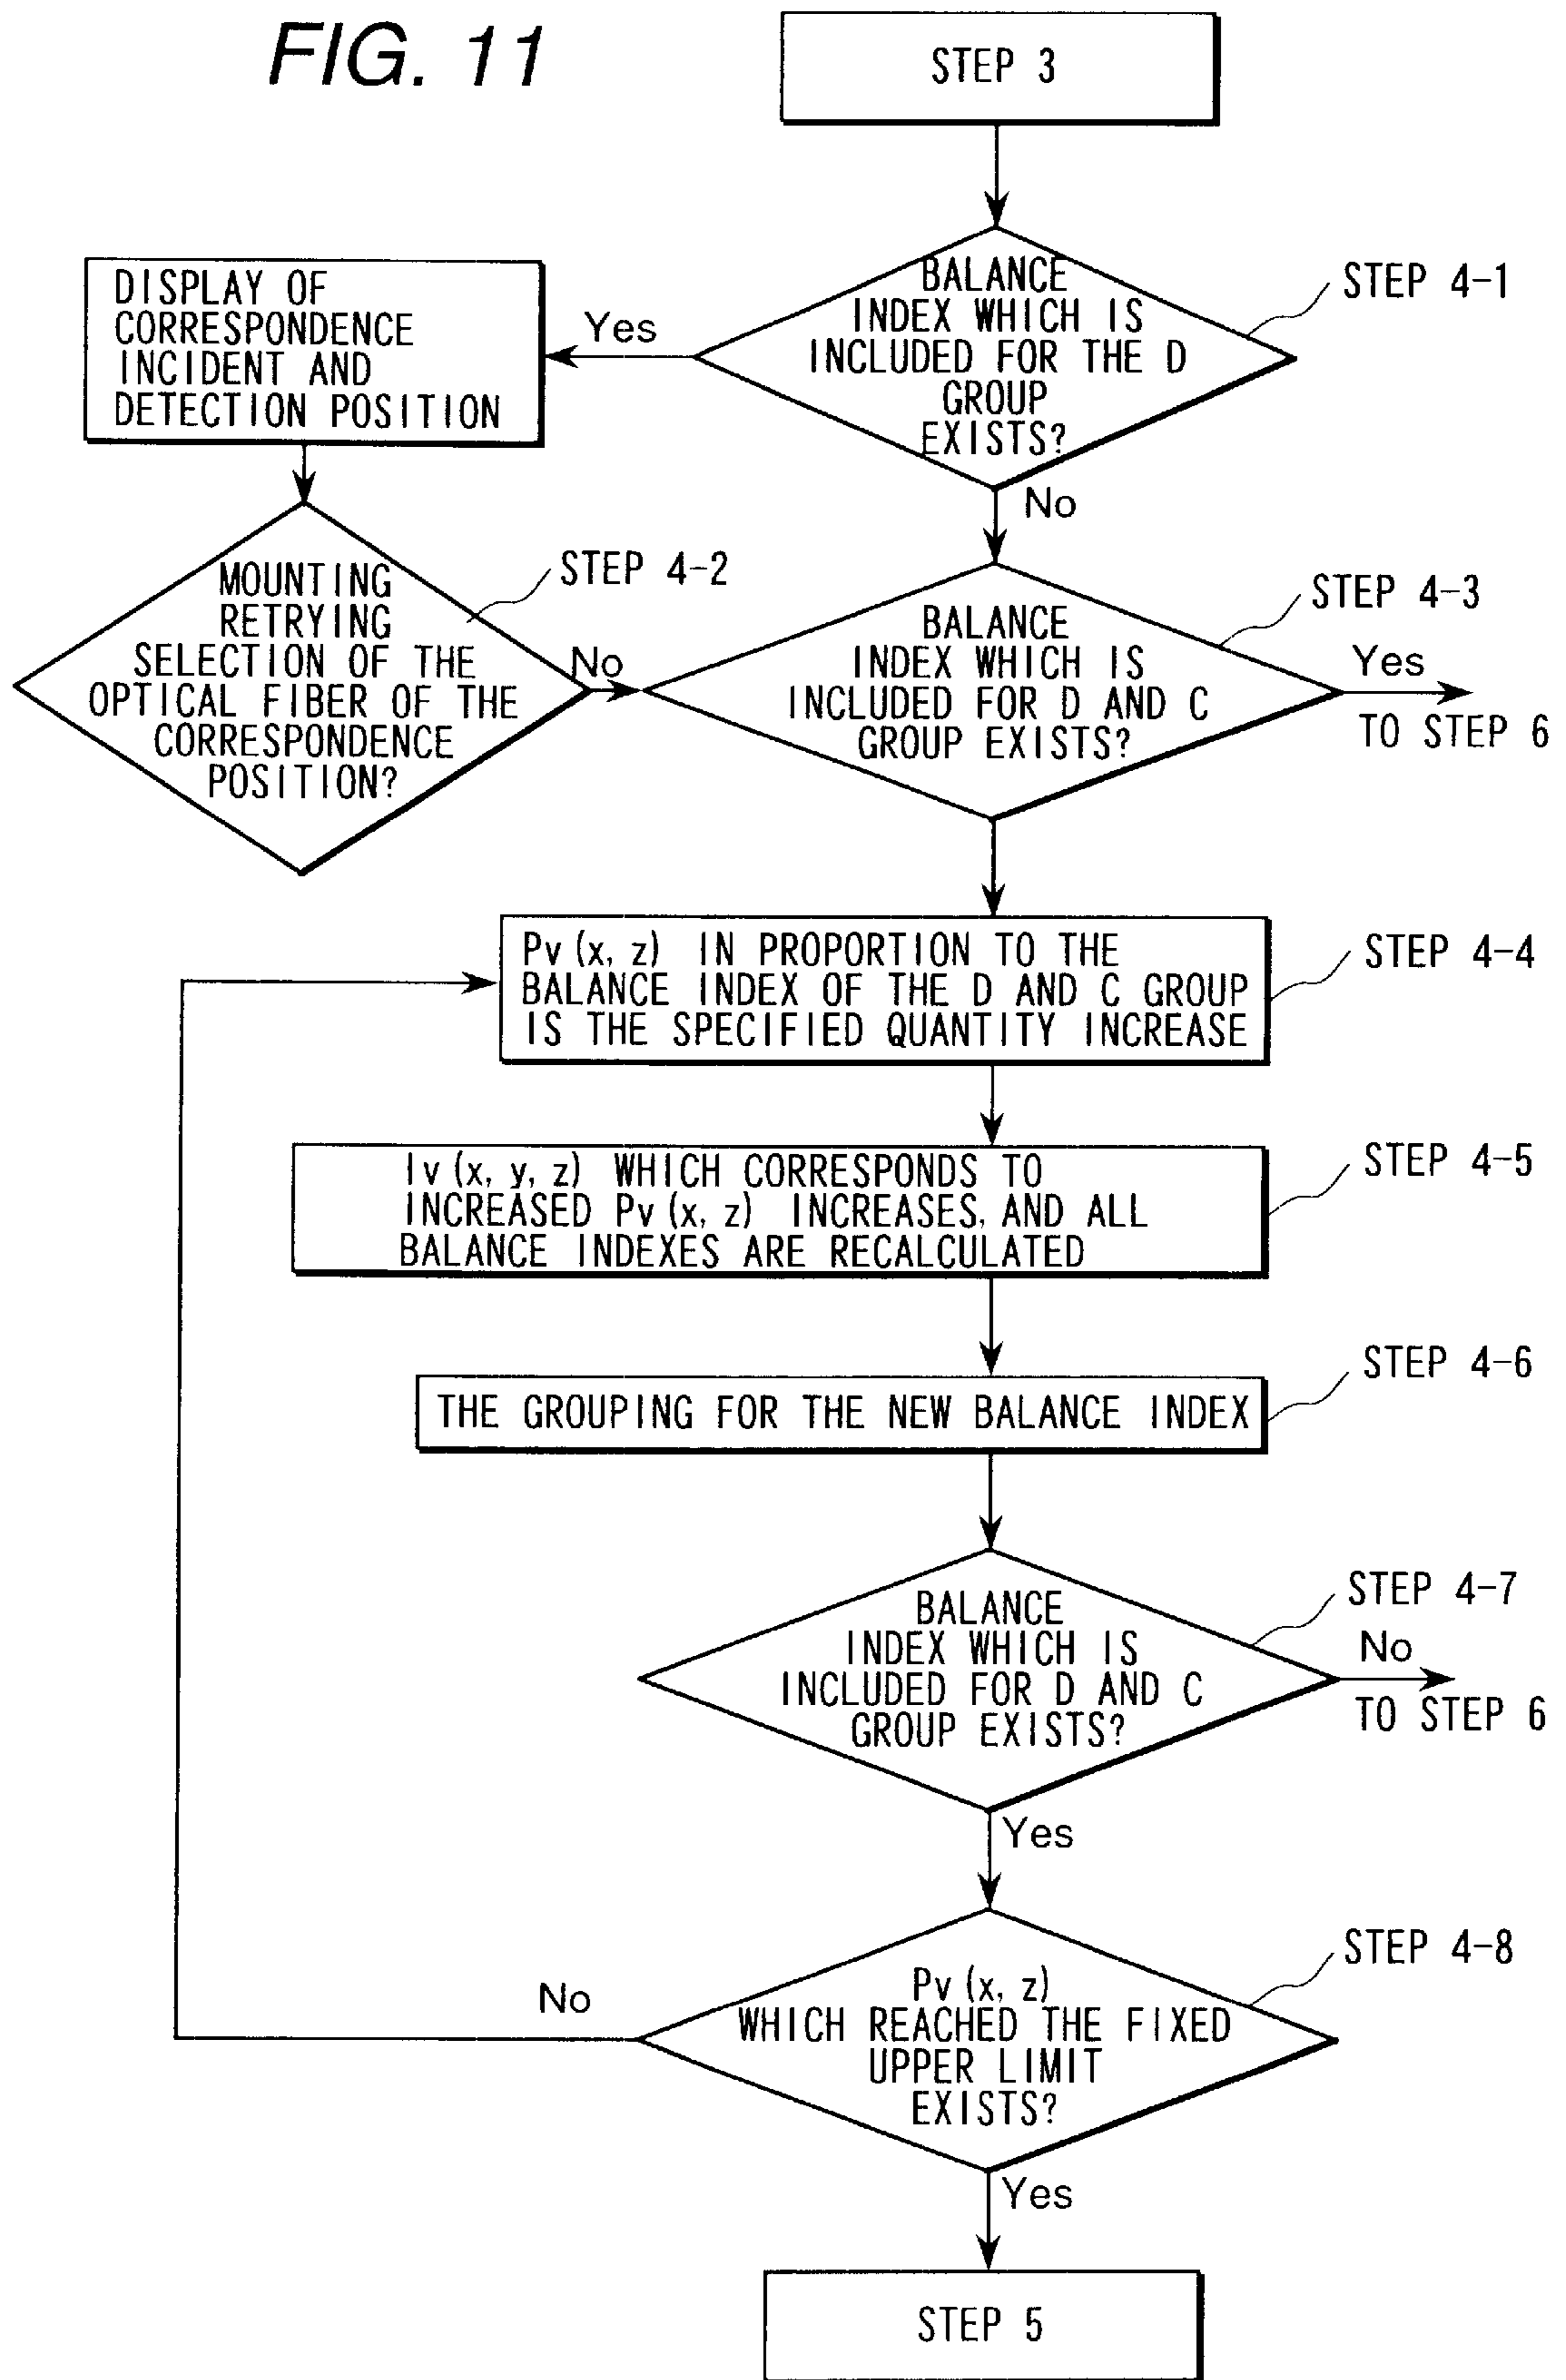 FIG. 11
STEP 3
BALANCE
INDEX WHICH IS
INCLUDED FOR THE D
GROUP
EXISTS?
STEP 4-1
Yes
DISPLAY OF
CORRESPONDENCE
INCIDENT AND
DETECTION POSITION
No
MOUNTING
RETRYING
SELECTION OF THE
OPTICAL FIBER OF THE
CORRESPONDENCE
POSITION?
STEP 4-2
No
BALANCE
INDEX WHICH IS
INCLUDED FOR D AND C
GROUP EXISTS?
STEP 4-3
Yes
TO STEP 6
Pv (x, z) IN PROPORTION TO THE
BALANCE INDEX OF THE D AND C GROUP
IS THE SPECIFIED QUANTITY INCREASE
STEP 4-4
Iv (x, y, z) WHICH CORRESPONDS TO
INCREASED Pv (x, z) INCREASES, AND ALL
BALANCE INDEXES ARE RECALCULATED
STEP 4-5
THE GROUPING FOR THE NEW BALANCE INDEX
STEP 4-6
BALANCE
INDEX WHICH IS
INCLUDED FOR D AND C
GROUP EXISTS?
STEP 4-7
No
TO STEP 6
Yes
Pv (x, z)
WHICH REACHED THE FIXED
UPPER LIMIT
EXISTS?
STEP 4-8
No
Yes
STEP 5